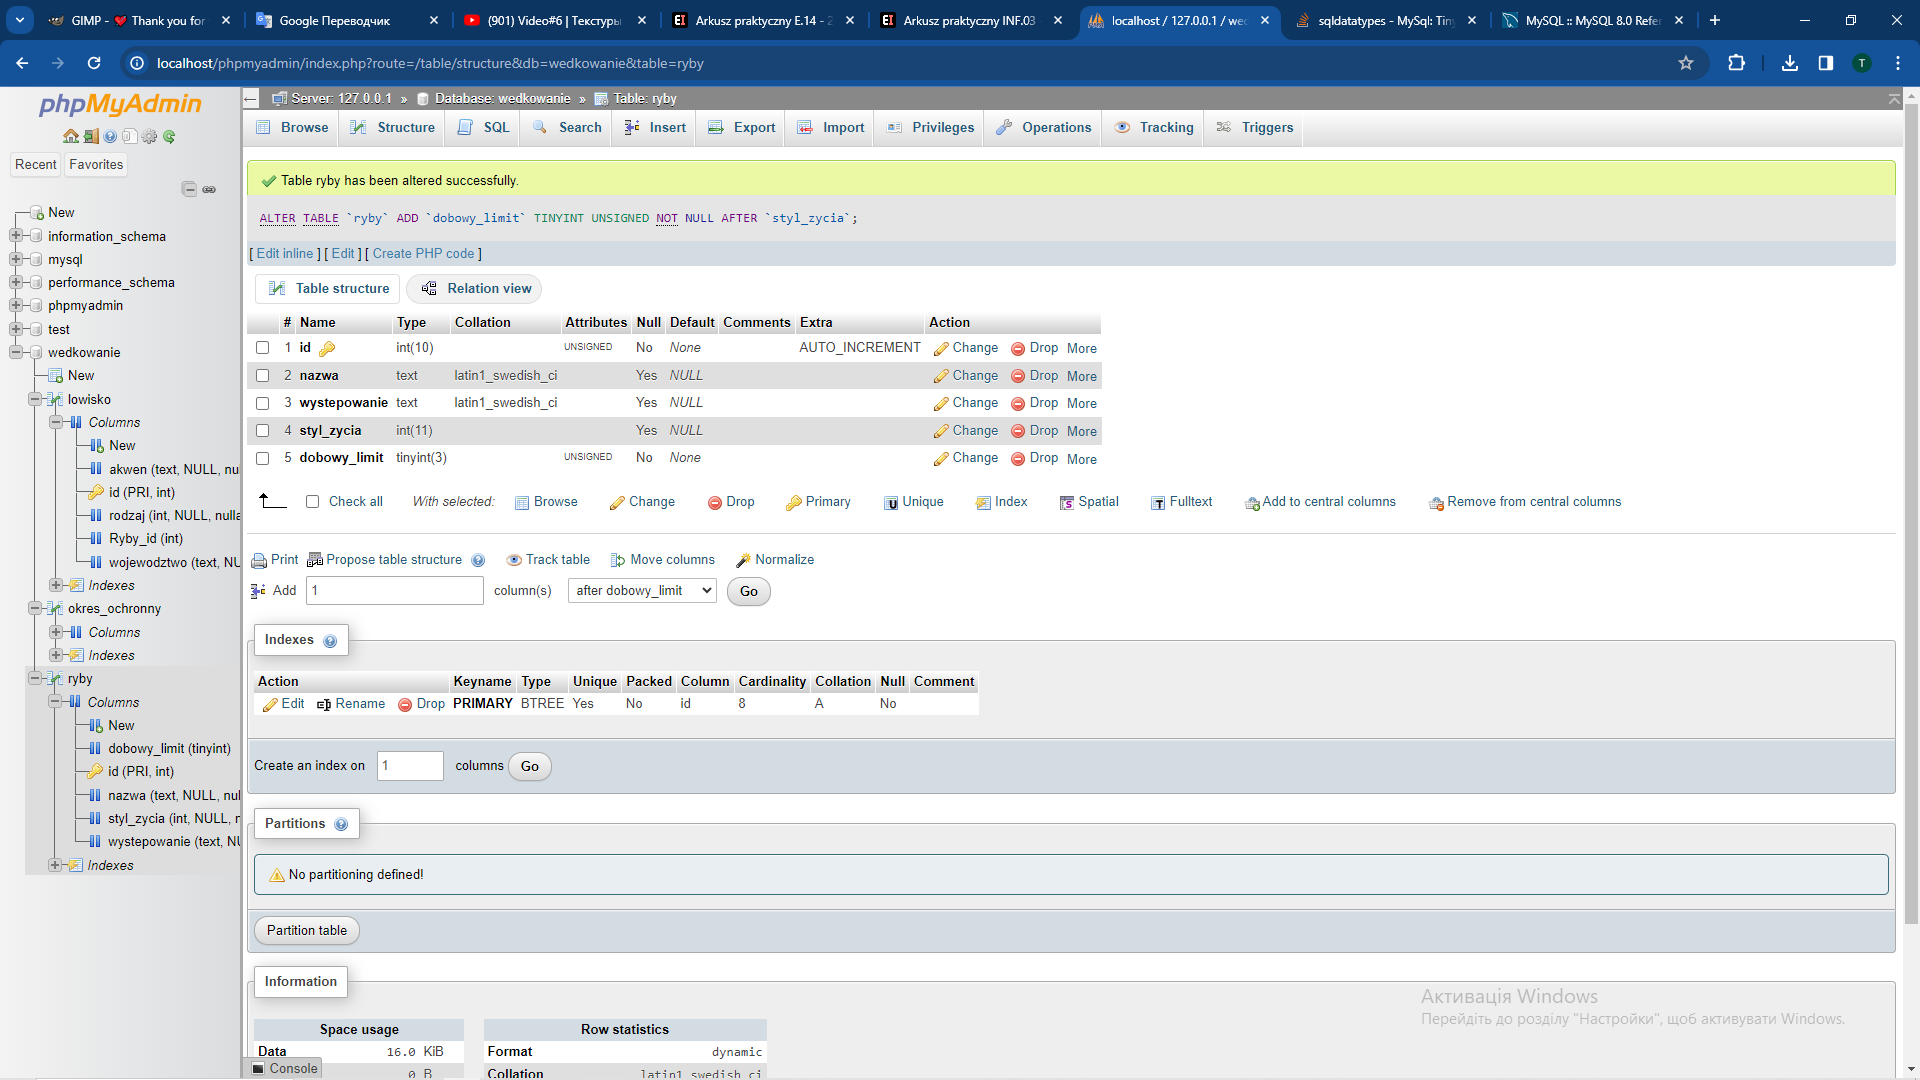 GIMP - ❤ Thank you for
Google Переводчик
(901) Video#6 | Текстуры
Arkusz praktyczny E.14 - 2
Arkusz praktyczny INF.03
localhost / 127.0.0.1 / wed
sqldatatypes - MySql: Tin
MySQL :: MySQL 8.0 Refer
localhost/phpmyadmin/index.php?route=/table/structure&db=wedkowanie&table=ryby
T
phpMyAdmin
Recent Favorites
New
information_schema
mysql
performance_schema
phpmyadmin
test
wedkowanie
New
lowisko
Columns
New
akwen (text, NULL, nu
id (PRI, int)
rodzaj (int, NULL, nulla
Ryby_id (int)
wojewodztwo (text, NU
Indexes
okres_ochronny
Columns
Indexes
ryby
Columns
New
dobowy_limit (tinyint)
id (PRI, int)
nazwa (text, NULL, nul
styl_zycia (int, NULL, n
wystepowanie (text, NU
Indexes
Server: 127.0.0.1 » Database: wedkowanie » Table: ryby
Browse Structure SQL Search Insert Export Import Privileges Operations Tracking Triggers
Table ryby has been altered successfully.
ALTER TABLE `ryby` ADD `dobowy_limit` TINYINT UNSIGNED NOT NULL AFTER `styl_zycia`;
[ Edit inline ] [ Edit ] [ Create PHP code ]
Table structure Relation view
# Name Type Collation Attributes Null Default Comments Extra Action
1 id int(10) UNSIGNED No None AUTO_INCREMENT Change Drop More
2 nazwa text latin1_swedish_ci Yes NULL Change Drop More
3 wystepowanie text latin1_swedish_ci Yes NULL Change Drop More
4 styl_zycia int(11) Yes NULL Change Drop More
5 dobowy_limit tinyint(3) UNSIGNED No None Change Drop More
Check all With selected: Browse Change Drop Primary Unique Index Spatial Fulltext Add to central columns Remove from central columns
Print Propose table structure Track table Move columns Normalize
Add 1 column(s) after dobowy_limit Go
Indexes
Action Keyname Type Unique Packed Column Cardinality Collation Null Comment
Edit Rename Drop PRIMARY BTREE Yes No id 8 A No
Create an index on 1 columns Go
Partitions
No partitioning defined!
Partition table
Information
Space usage
Data 16.0 KiB
0 B
Row statistics
Format dynamic
Collation latin1_swedish_ci
Console
Активація Windows
Перейдіть до розділу "Настройки", щоб активувати Windows.